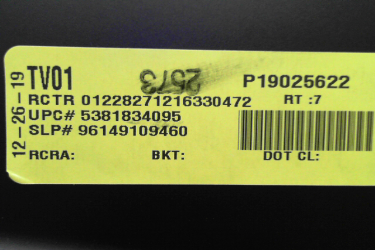 12-26-19
TV01 2573 P19025622
RCTR 01228271216330472 RT :7
UPC# 5381834095
SLP# 96149109460
RCRA: BKT: DOT CL: